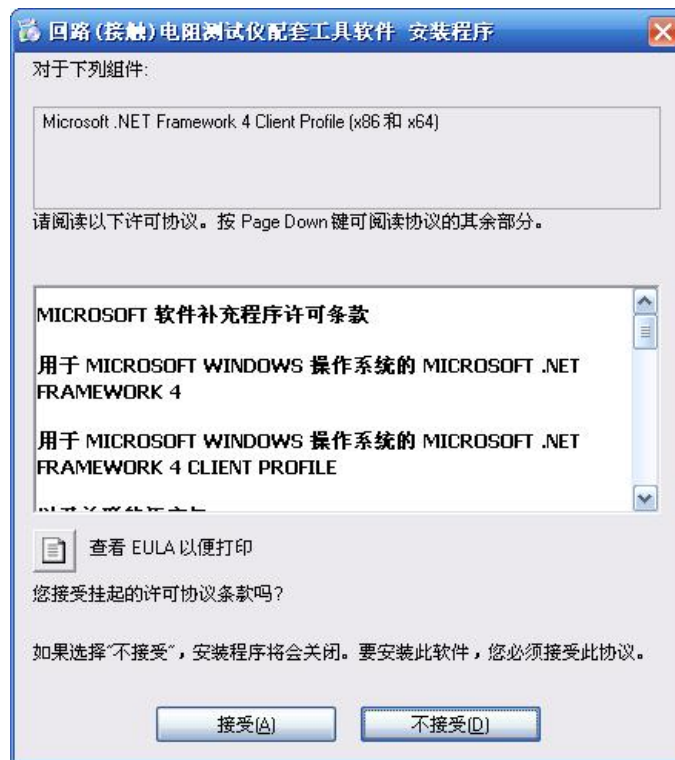 回路(接触)电阻测试仪配套工具软件 安装程序
对于下列组件:
Microsoft .NET Framework 4 Client Profile (x86 和 x64)
请阅读以下许可协议。按 Page Down 键可阅读协议的其余部分。
MICROSOFT 软件补充程序许可条款
用于 MICROSOFT WINDOWS 操作系统的 MICROSOFT .NET
FRAMEWORK 4
用于 MICROSOFT WINDOWS 操作系统的 MICROSOFT .NET
FRAMEWORK 4 CLIENT PROFILE
查看 EULA 以便打印
您接受挂起的许可协议条款吗?
如果选择“不接受”，安装程序将会关闭。要安装此软件，您必须接受此协议。
接受(A)
不接受(D)